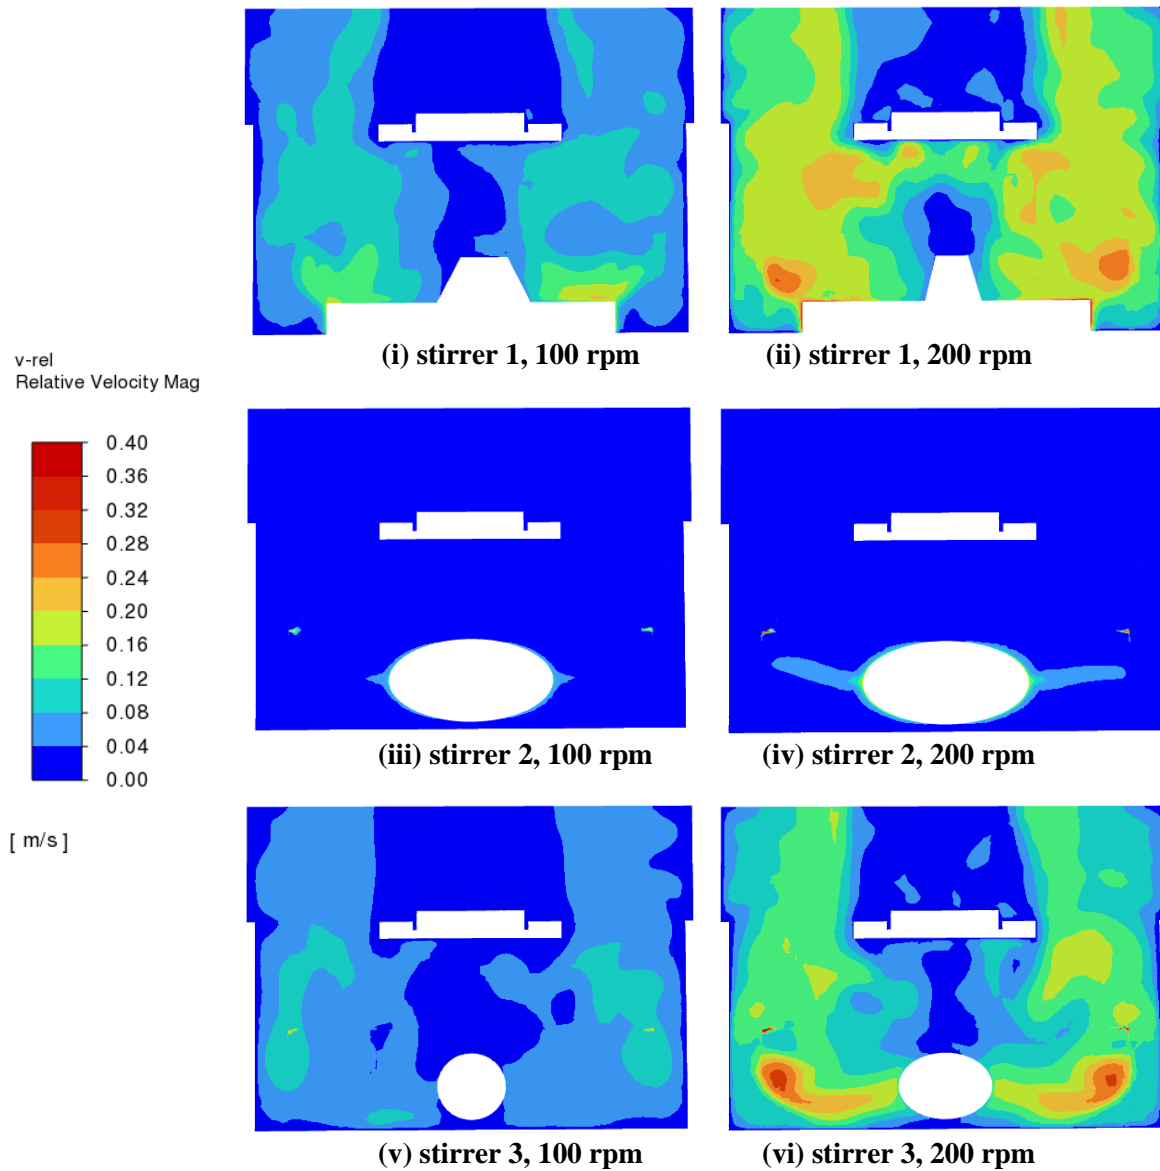 (i) stirrer 1, 100 rpm
(ii) stirrer 1, 200 rpm
v-rel
Relative Velocity Mag
0.40
0.36
0.32
0.28
0.24
0.20
0.16
0.12
0.08
0.04
0.00
[ m/s ]
(iii) stirrer 2, 100 rpm
(iv) stirrer 2, 200 rpm
(v) stirrer 3, 100 rpm
(vi) stirrer 3, 200 rpm